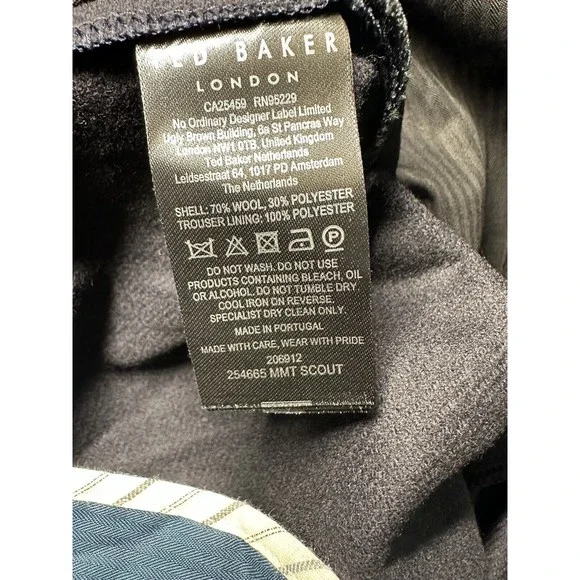 TED BAKER
LONDON
CA25459 RN95229
No Ordinary Designer Label Limited
Ugly Brown Building, 6a St Pancras Way
London NW1 0TB, United Kingdom
Ted Baker Netherlands
Leidsestraat 64, 1017 PD Amsterdam
The Netherlands
SHELL: 70% WOOL, 30% POLYESTER
TROUSER LINING: 100% POLYESTER
P
DO NOT WASH. DO NOT USE
PRODUCTS CONTAINING BLEACH, OIL
OR ALCOHOL. DO NOT TUMBLE DRY
COOL IRON ON REVERSE.
SPECIALIST DRY CLEAN ONLY.
MADE IN PORTUGAL
MADE WITH CARE, WEAR WITH PRIDE
206912
254665 MMT SCOUT